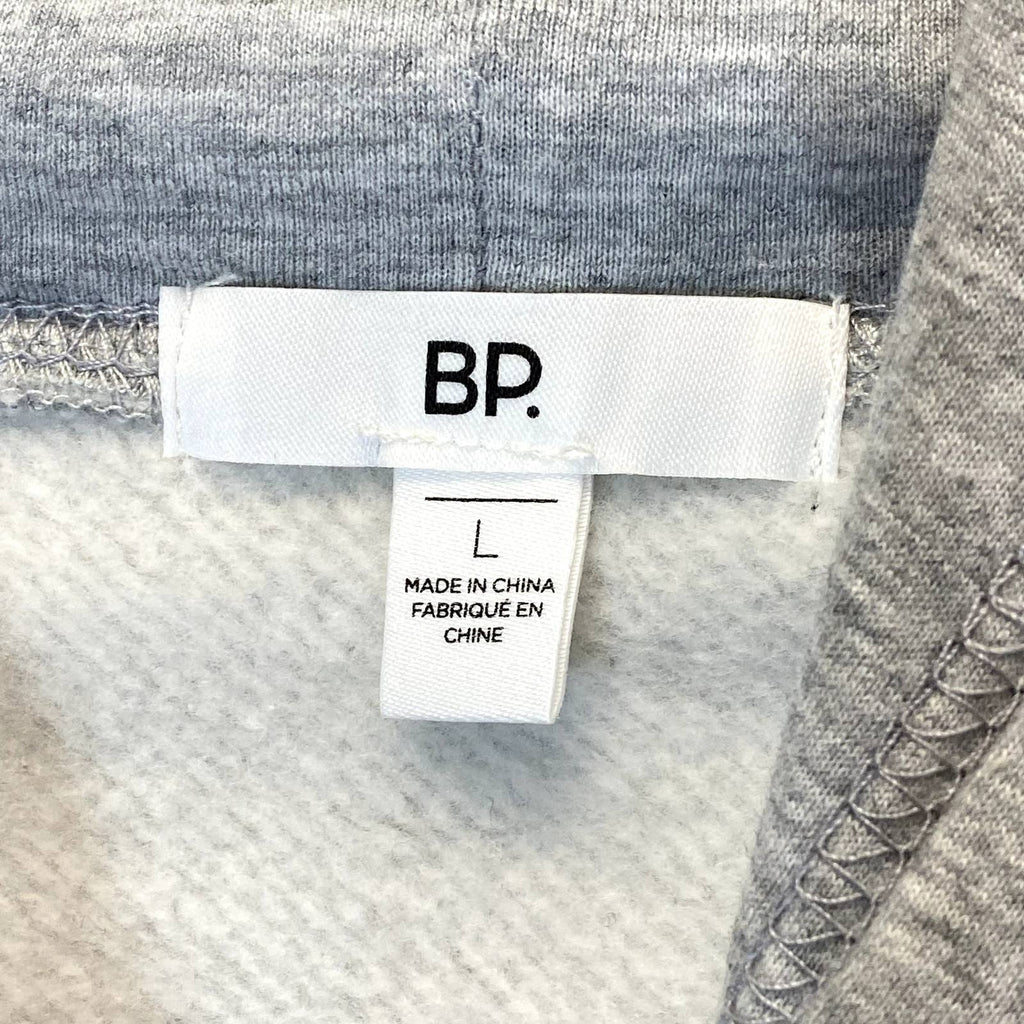 BP.
L
MADE IN CHINA
FABRIQUÉ EN
CHINE